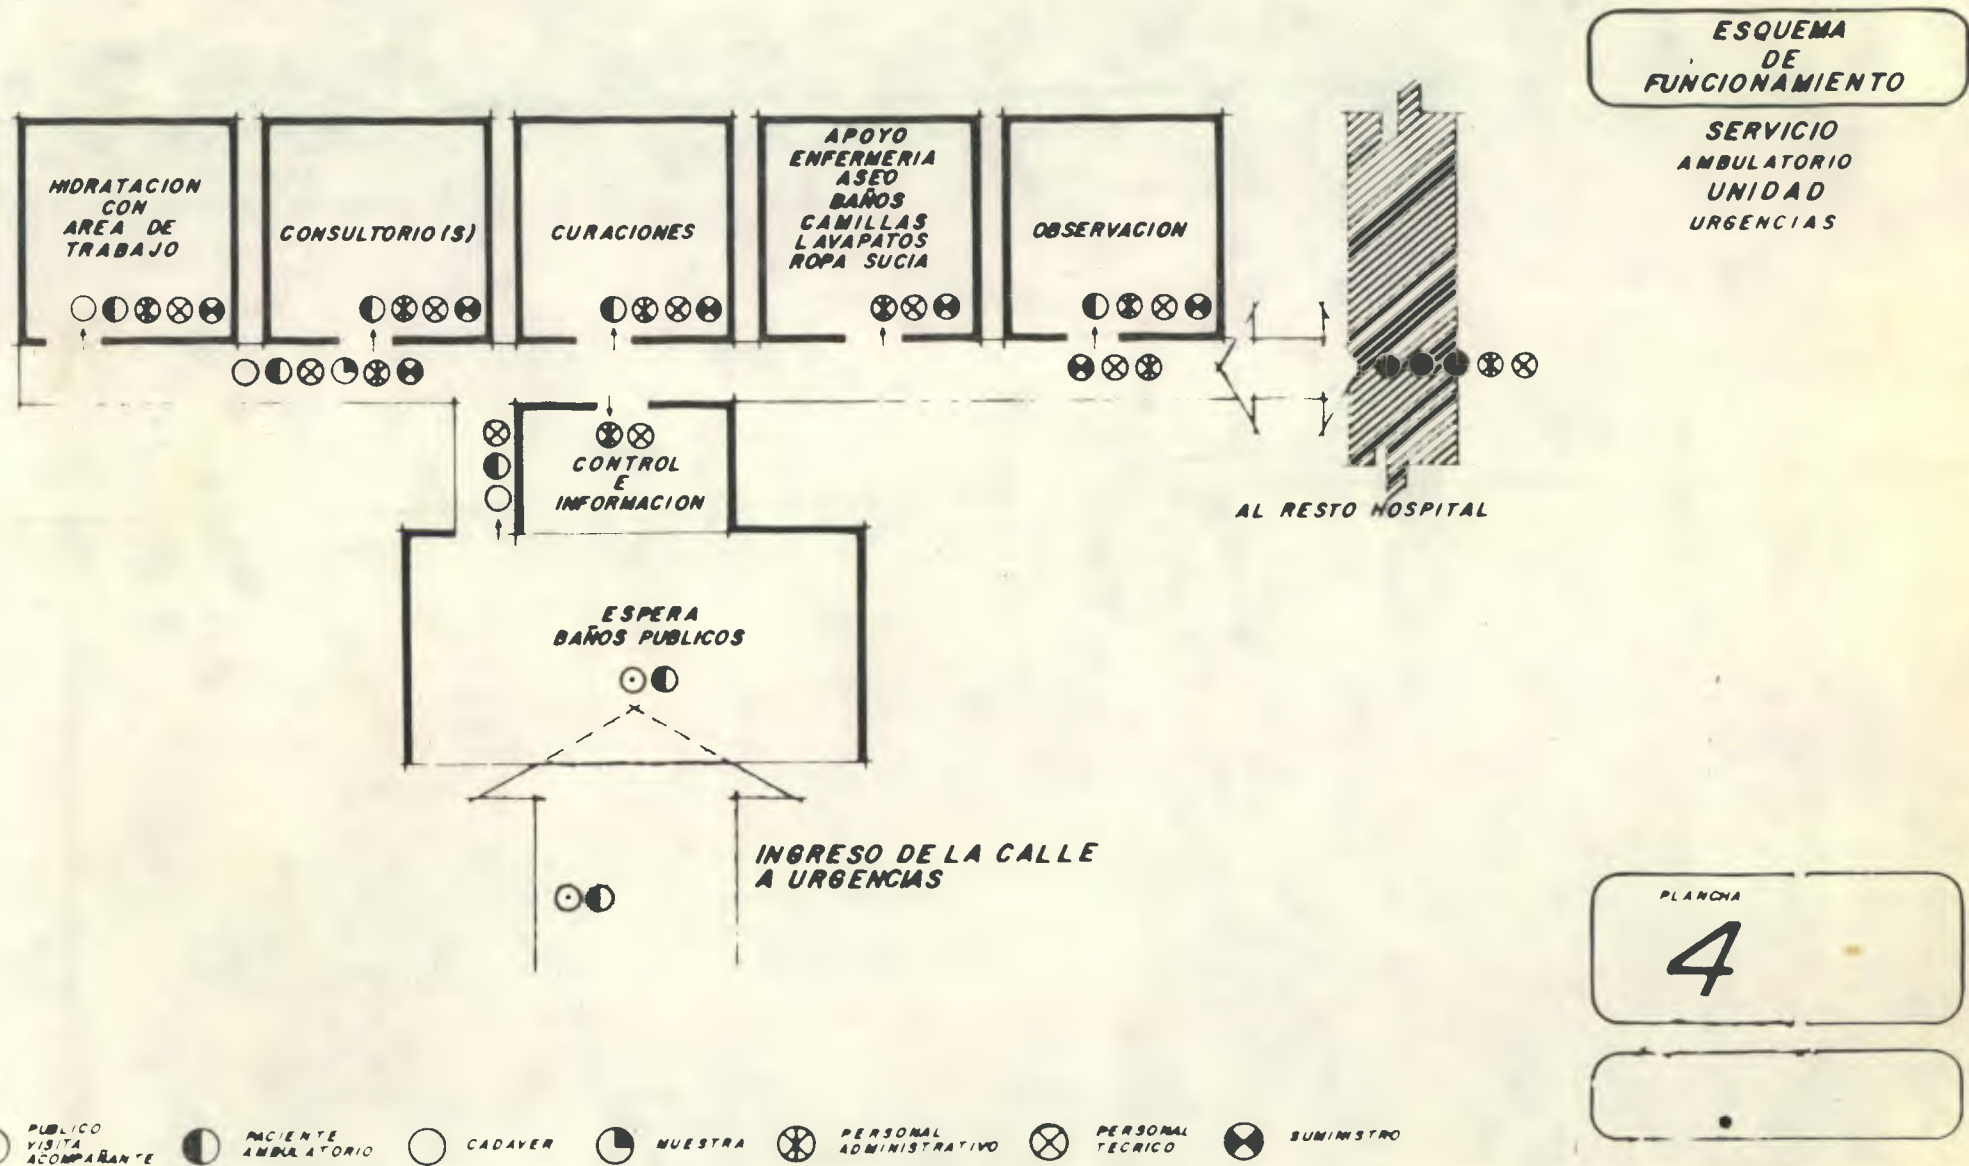 ESQUEMA
DE
FUNCIONAMIENTO
SERVICIO
AMBULATORIO
UNIDAD
URGENCIAS
HIDRATACION
CON
AREA DE
TRABAJO
CONSULTORIO(S)
CURACIONES
APOYO
ENFERMERIA
ASEO
BAÑOS
CAMILLAS
LAVAPATOS
ROPA SUCIA
OBSERVACION
CONTROL
E
INFORMACION
AL RESTO HOSPITAL
ESPERA
BAÑOS PUBLICOS
INGRESO DE LA CALLE
A URGENCIAS
PLANCHA
4
PUBLICO
VISITA
ACOMPAÑANTE
PACIENTE
AMBULATORIO
CADAVER
MUESTRA
PERSONAL
ADMINISTRATIVO
PERSONAL
TECRICO
SUMINISTRO